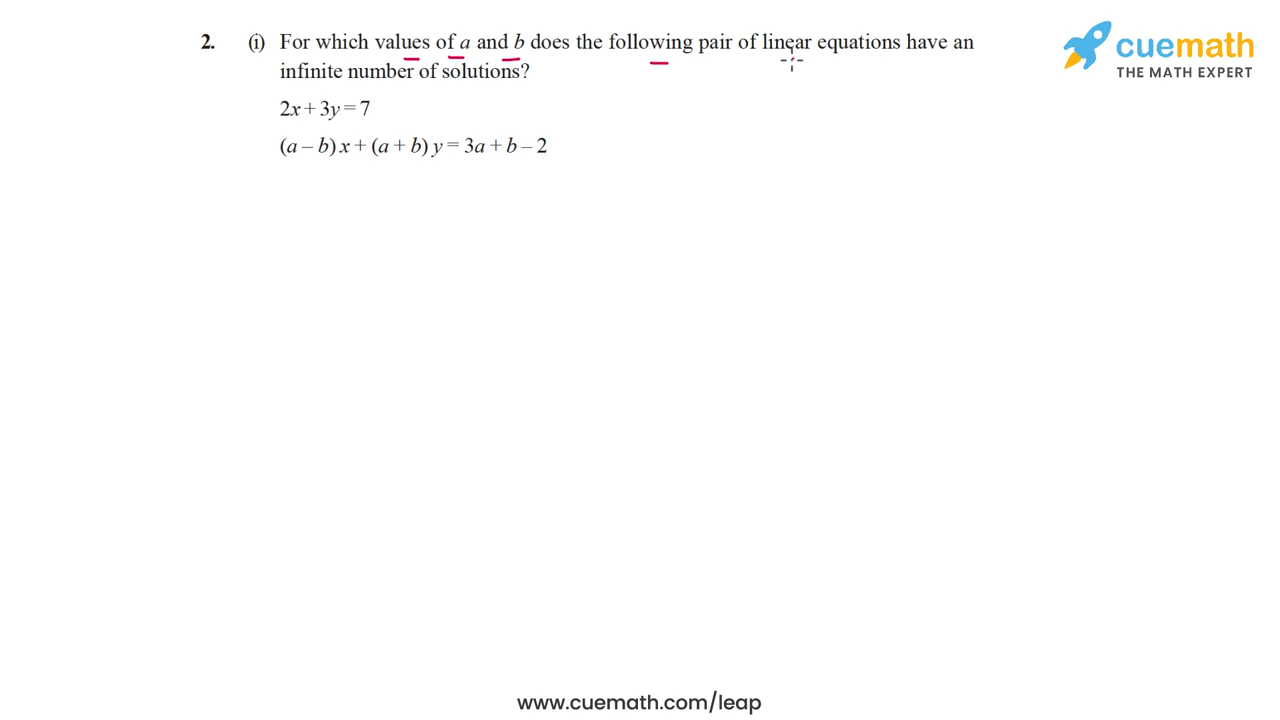 2. (i) For which values of a and b does the following pair of linear equations have an
infinite number of solutions?
2x + 3y = 7
(a – b) x + (a + b) y = 3a + b – 2
cuemath
THE MATH EXPERT
www.cuemath.com/leap